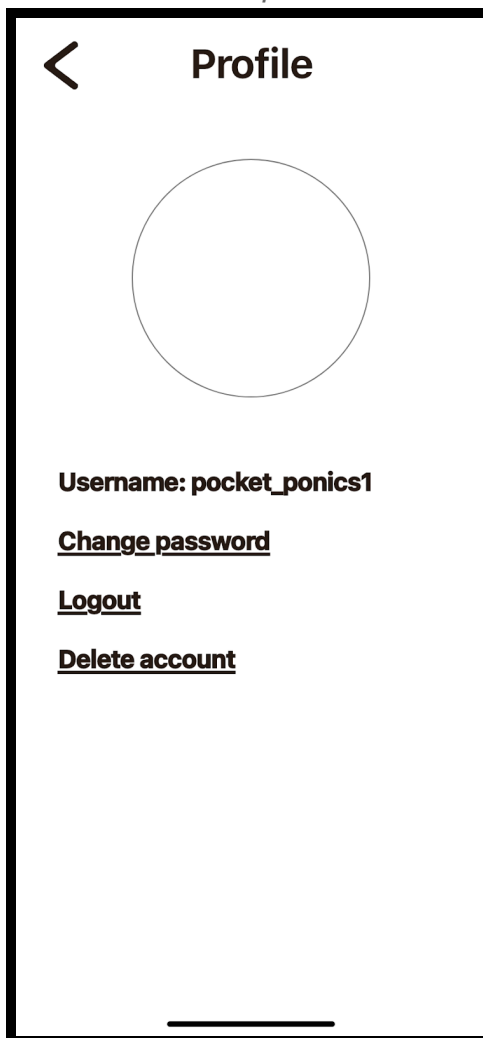 Profile
Username: pocket_ponics1
Change password
Logout
Delete account